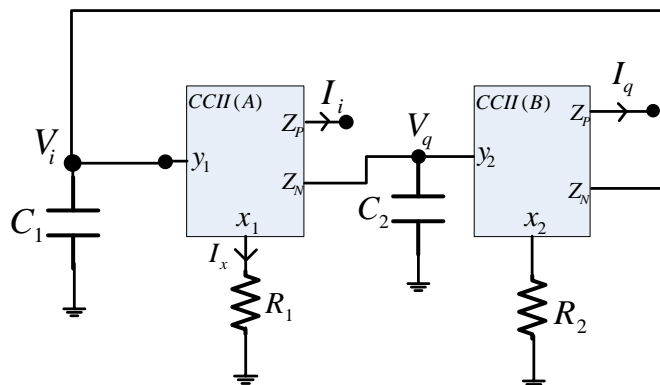 CCII(A)
I_i
CCII(B)
I_q
Z_P
Z_P
V_i
V_q
y_1
y_2
Z_N
Z_N
C_1
x_1
C_2
x_2
I_x
R_1
R_2